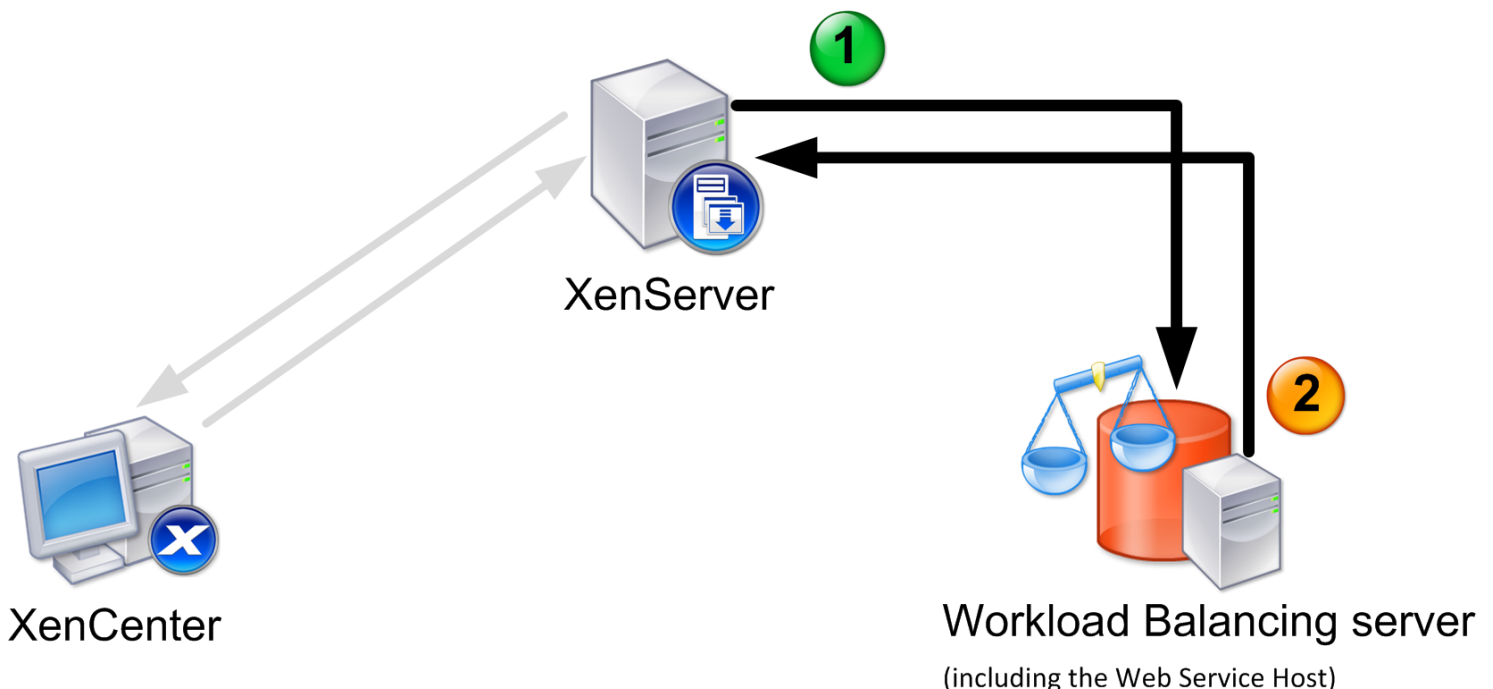 1
XenServer
2
XenCenter
Workload Balancing server
(including the Web Service Host)